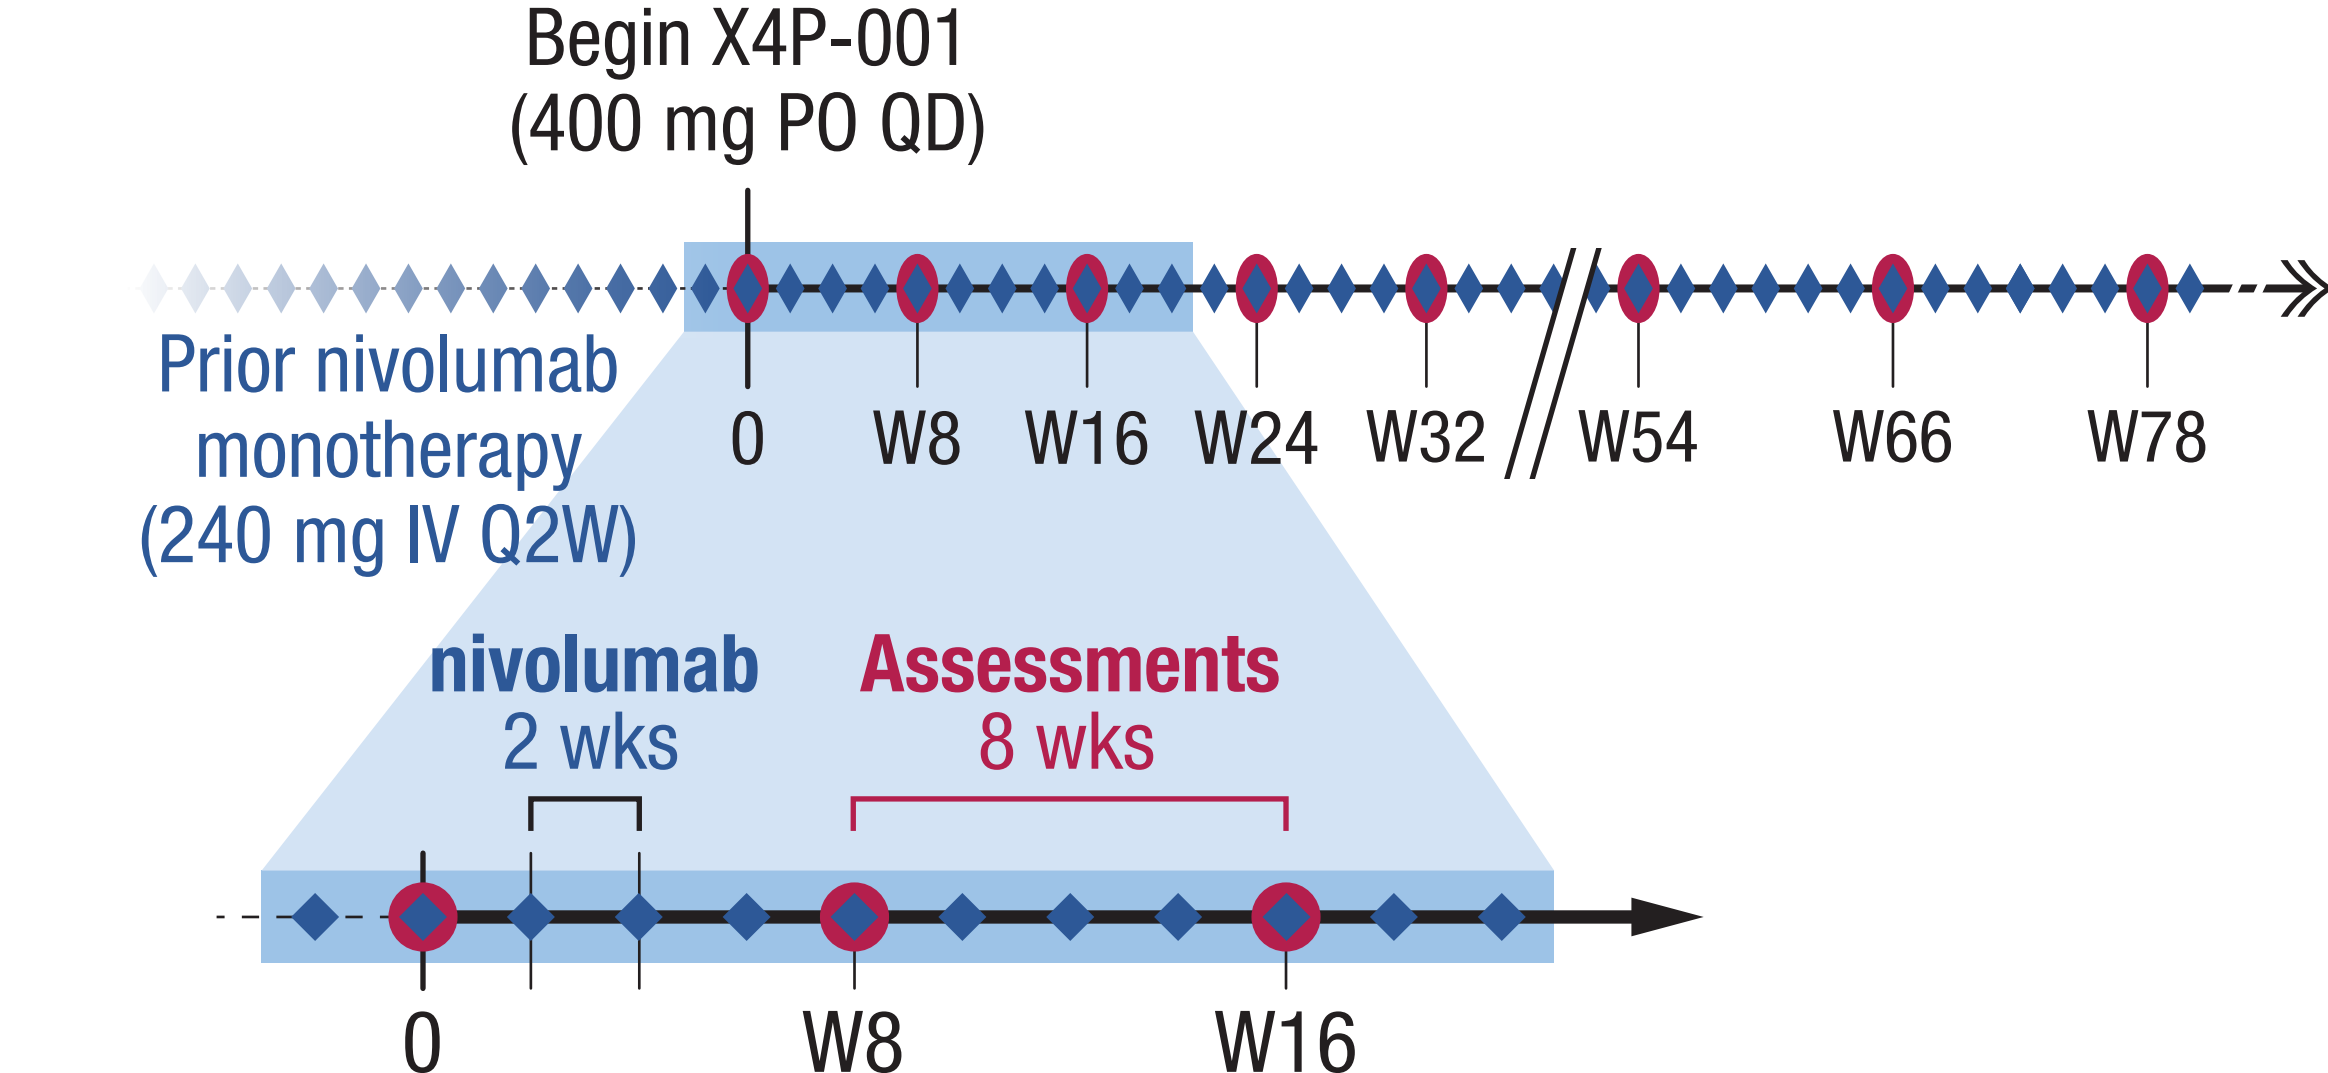 Begin X4P-001
(400 mg PO QD)
Prior nivolumab
monotherapy
(240 mg IV Q2W)
0 W8 W16 W24 W32 W54 W66 W78
nivolumab
2 wks
Assessments
8 wks
0 W8 W16